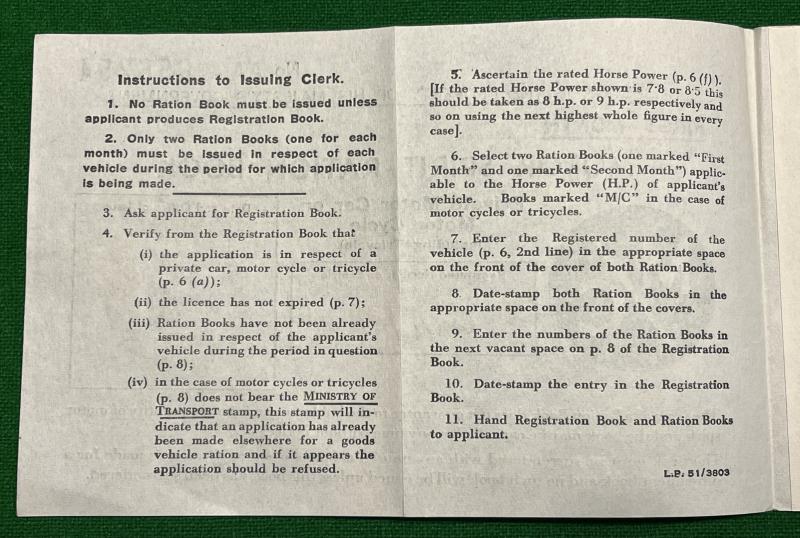 Instructions to Issuing Clerk.
1. No Ration Book must be issued unless
applicant produces Registration Book.
2. Only two Ration Books (one for each
month) must be issued in respect of each
vehicle during the period for which application
is being made.
3. Ask applicant for Registration Book.
4. Verify from the Registration Book that
(i) the application is in respect of a
private car, motor cycle or tricycle
(p. 6 (a));
(ii) the licence has not expired (p. 7);
(iii) Ration Books have not been already
issued in respect of the applicant's
vehicle during the period in question
(p. 8);
(iv) in the case of motor cycles or tricycles
(p. 8) does not bear the MINISTRY OF
TRANSPORT stamp, this stamp will in-
dicate that an application has already
been made elsewhere for a goods
vehicle ration and if it appears the
application should be refused.
5. Ascertain the rated Horse Power (p. 6 (f) ).
[If the rated Horse Power shown is 7·8 or 8·5 this
should be taken as 8 h.p. or 9 h.p. respectively and
so on using the next highest whole figure in every
case].
6. Select two Ration Books (one marked "First
Month" and one marked "Second Month") applic-
able to the Horse Power (H.P.) of applicant's
vehicle. Books marked "M/C" in the case of
motor cycles or tricycles.
7. Enter the Registered number of the
vehicle (p. 6, 2nd line) in the appropriate space
on the front of the cover of both Ration Books.
8. Date-stamp both Ration Books in the
appropriate space on the front of the covers.
9. Enter the numbers of the Ration Books in
the next vacant space on p. 8 of the Registration
Book.
10. Date-stamp the entry in the Registration
Book.
11. Hand Registration Book and Ration Books
to applicant.
L.P. 51/3803